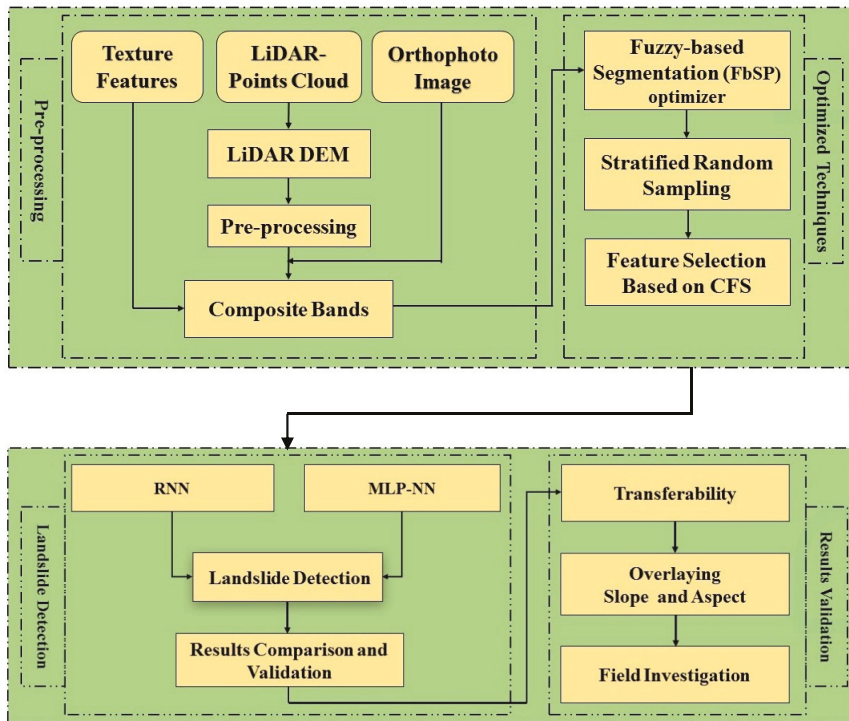 Pre-processing
Texture
Features
LiDAR-
Points Cloud
Orthophoto
Image
LiDAR DEM
Pre-processing
Composite Bands
Fuzzy-based
Segmentation (FbSP)
optimizer
Stratified Random
Sampling
Feature Selection
Based on CFS
Optimized Techniques
Landslide Detection
RNN
MLP-NN
Landslide Detection
Results Comparison and
Validation
Transferability
Overlaying
Slope and Aspect
Field Investigation
Results Validation